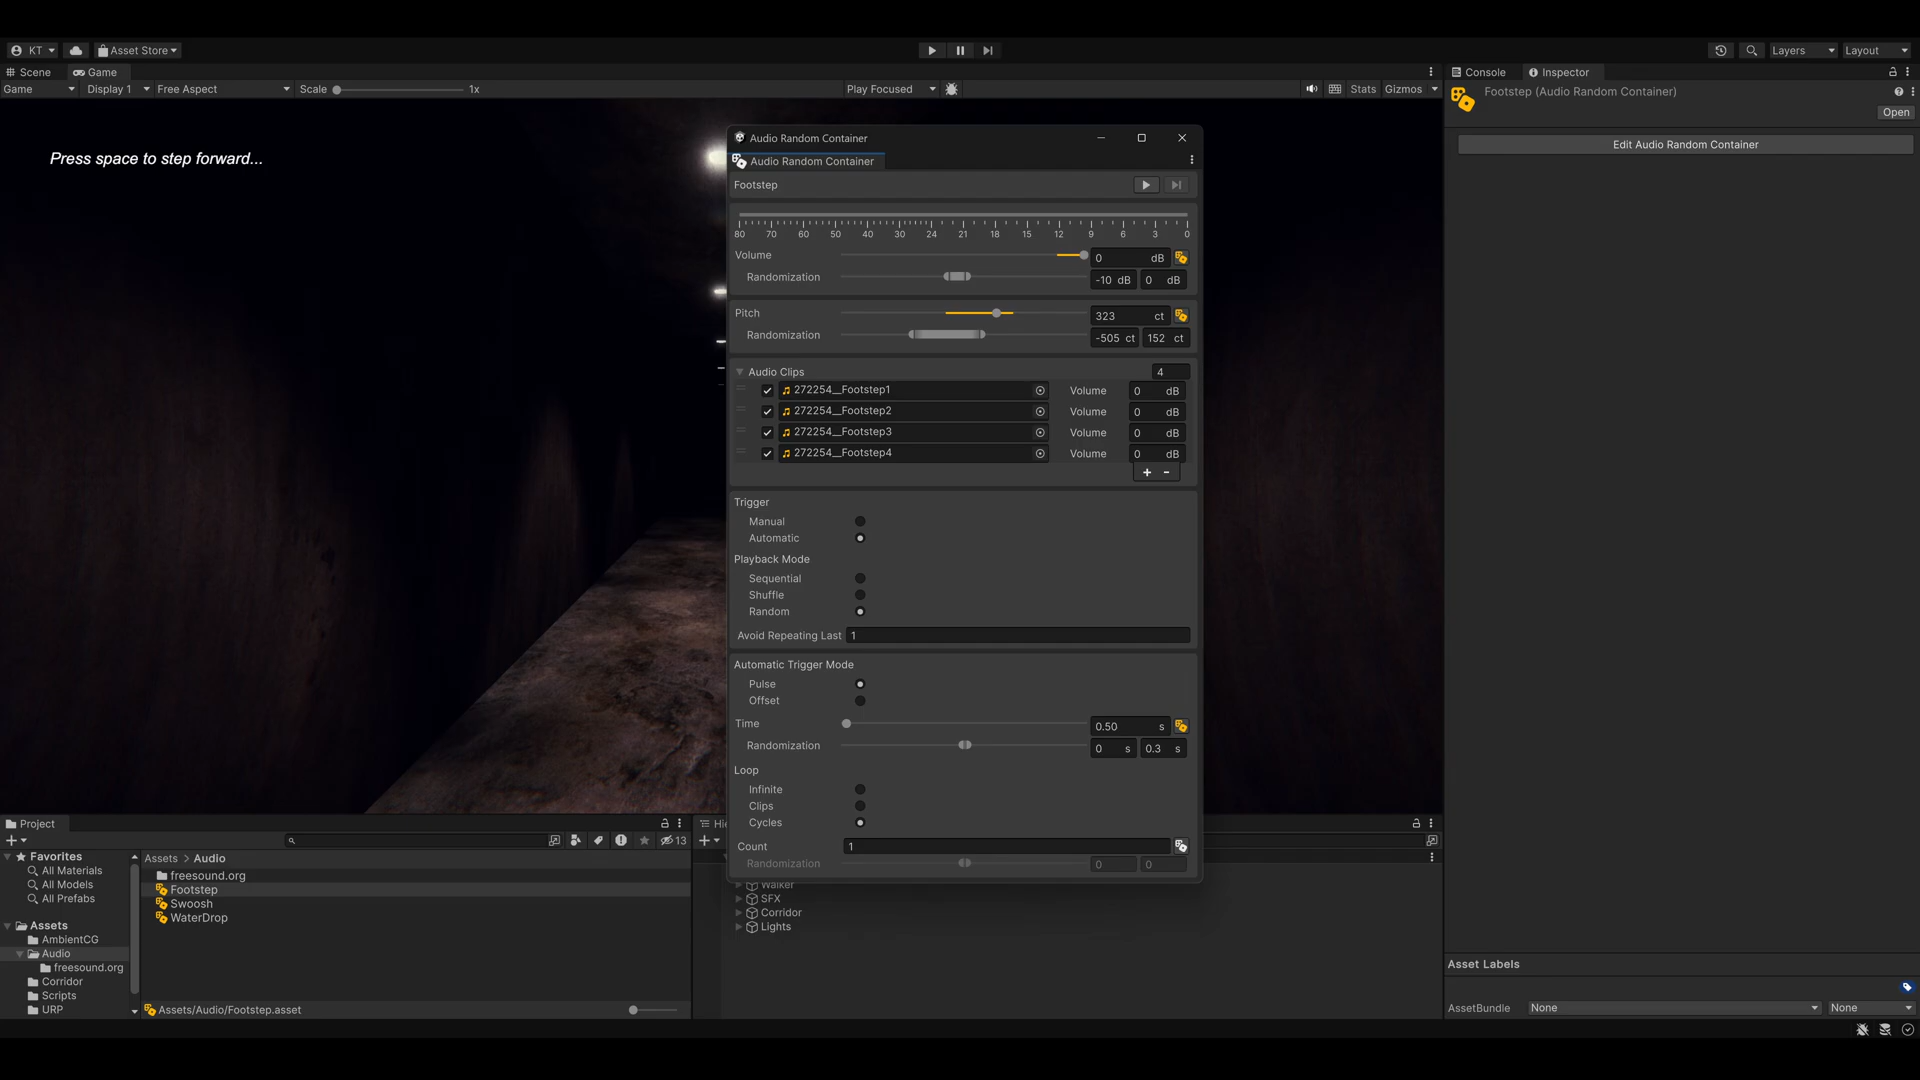 KT
Asset Store
Layers
Layout
Scene
Game
Console
Inspector
Game
Display 1
Free Aspect
Scale
1x
Play Focused
Stats
Gizmos
Footstep (Audio Random Container)
Open
Edit Audio Random Container
Press space to step forward...
Audio Random Container
Audio Random Container
Footstep
80 70 60 50 40 30 24 21 18 15 12 9 6 3 0
Volume
0 dB
Randomization
-10 dB
0 dB
Pitch
323 ct
Randomization
-505 ct
152 ct
Audio Clips
4
272254__Footstep1
Volume
0 dB
272254__Footstep2
Volume
0 dB
272254__Footstep3
Volume
0 dB
272254__Footstep4
Volume
0 dB
+ -
Trigger
Manual
Automatic
Playback Mode
Sequential
Shuffle
Random
Avoid Repeating Last
1
Automatic Trigger Mode
Pulse
Offset
Time
0.50 s
Randomization
0 s
0.3 s
Loop
Infinite
Clips
Cycles
Count
1
Randomization
0
0
Project
13
Favorites
All Materials
All Models
All Prefabs
Assets
AmbientCG
Audio
freesound.org
Corridor
Scripts
URP
Assets > Audio
freesound.org
Footstep
Swoosh
WaterDrop
Assets/Audio/Footstep.asset
Hi
Walker
SFX
Corridor
Lights
Asset Labels
AssetBundle
None
None